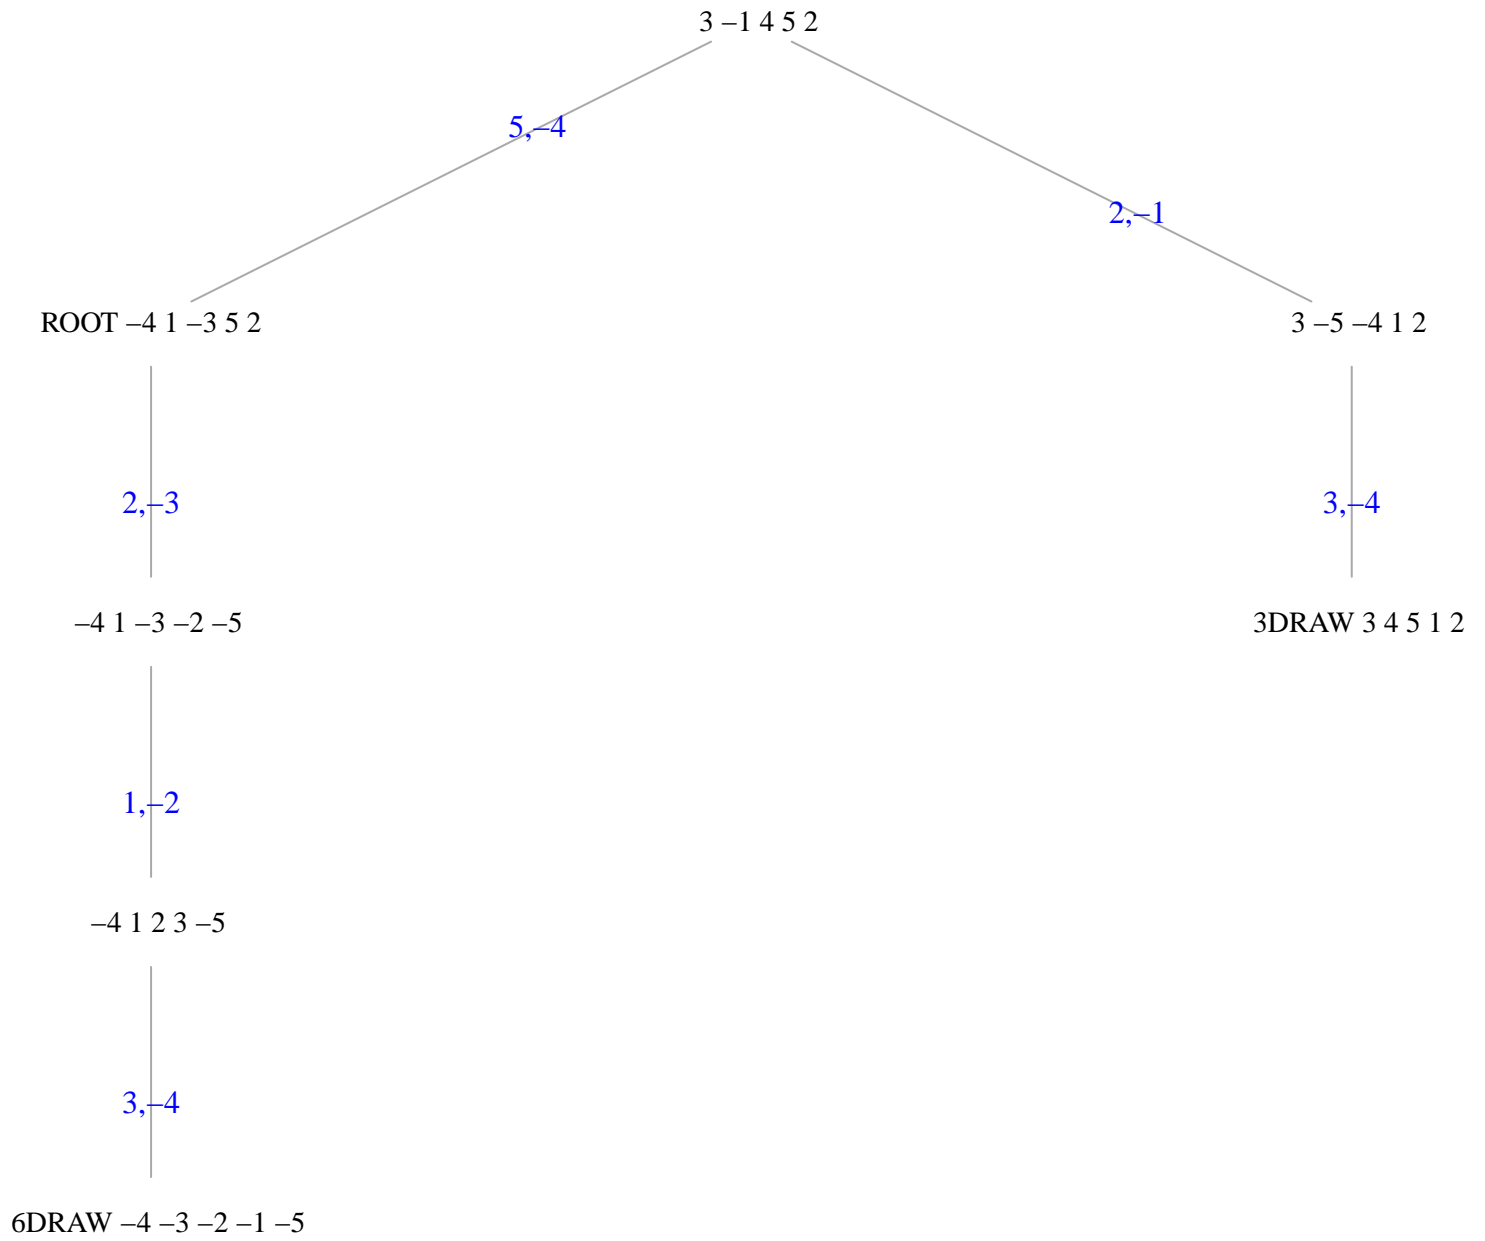 3 –1 4 5 2
5,–4
2,–1
ROOT –4 1 –3 5 2
3 –5 –4 1 2
2,–3
3,–4
–4 1 –3 –2 –5
3DRAW 3 4 5 1 2
1,–2
–4 1 2 3 –5
3,–4
6DRAW –4 –3 –2 –1 –5